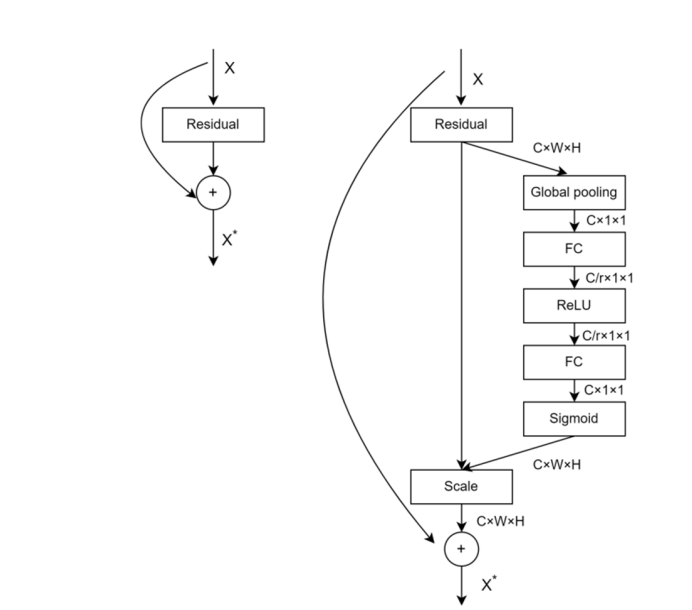 X
Residual
+
X*
X
Residual
C×W×H
Global pooling
C×1×1
FC
C/r×1×1
ReLU
C/r×1×1
FC
C×1×1
Sigmoid
C×W×H
Scale
C×W×H
+
X*